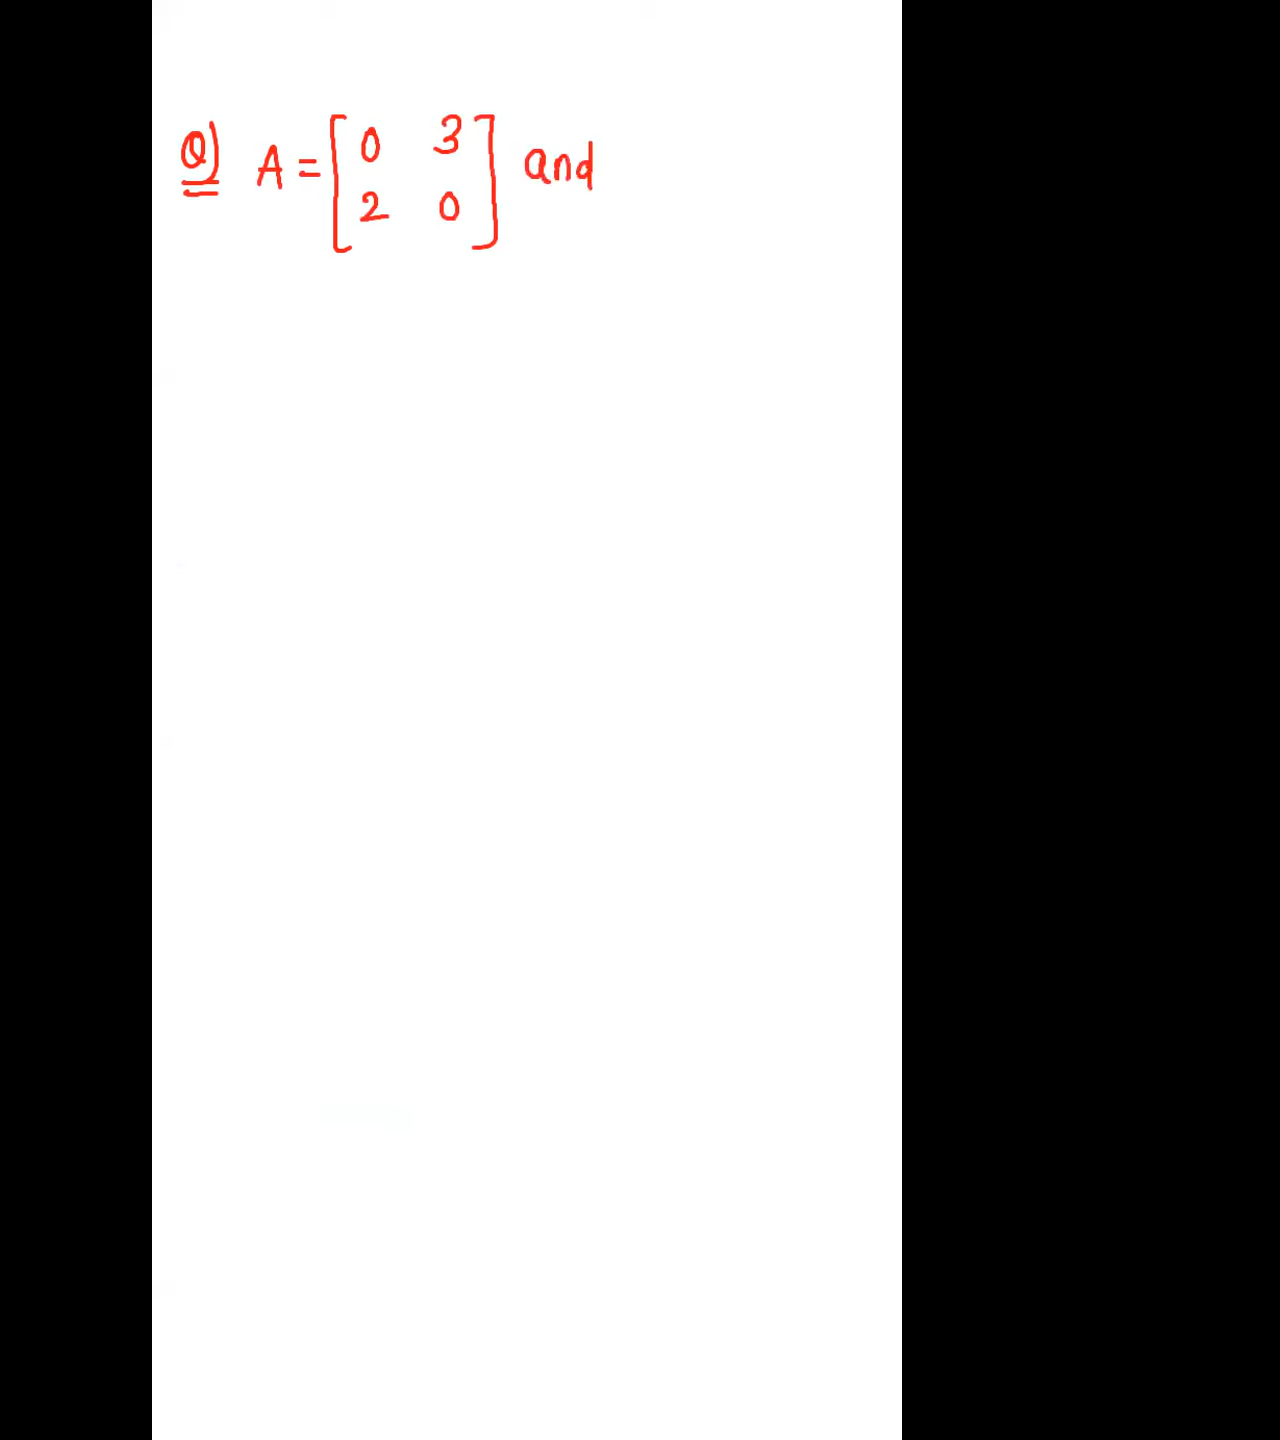 Q) A = [ 0 3 ] and
[ 2 0 ]